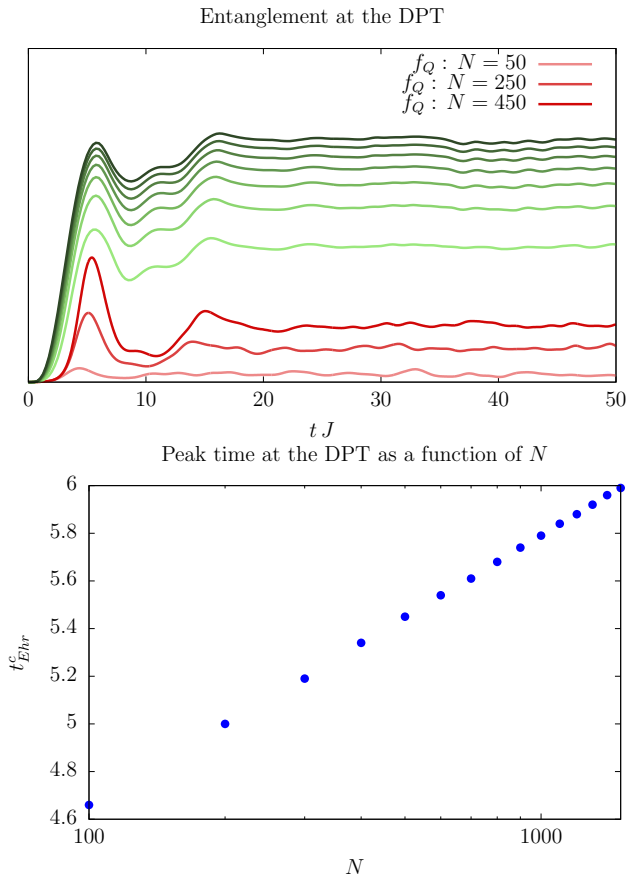 Entanglement at the DPT
f_Q : N = 50
f_Q : N = 250
f_Q : N = 450
0 10 20 30 40 50
t J
Peak time at the DPT as a function of N
6
5.8
5.6
5.4
5.2
5
4.8
4.6
t^c_{Ehr}
100 1000
N